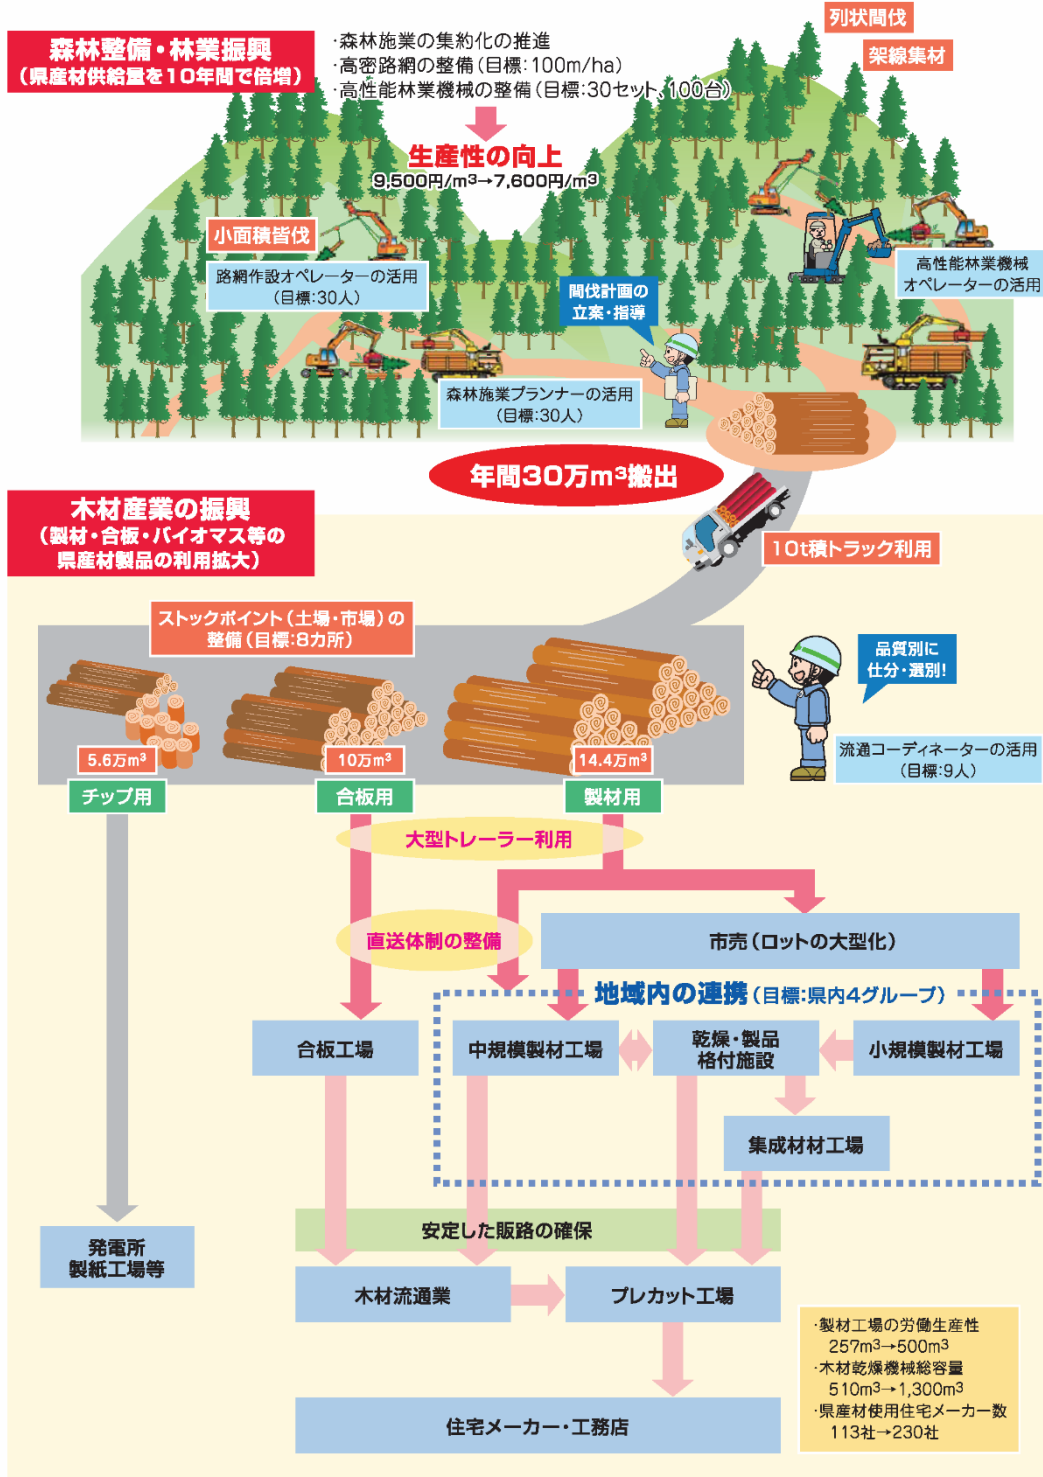 森林整備・林業振興
（県産材供給量を10年間で倍増）
・森林施業の集約化の推進
・高密路網の整備（目標：100m/ha）
・高性能林業機械の整備（目標：30セット、100台）
生産性の向上
9,500円/m³→7,600円/m³
列状間伐
架線集材
小面積皆伐
路網作設オペレーターの活用
（目標：30人）
間伐計画の
立案・指導
高性能林業機械
オペレーターの活用
森林施業プランナーの活用
（目標：30人）
年間30万m³搬出
木材産業の振興
（製材・合板・バイオマス等の
県産材製品の利用拡大）
10t積トラック利用
ストックポイント（土場・市場）の
整備（目標：8カ所）
品質別に
仕分・選別！
流通コーディネーターの活用
（目標：9人）
5.6万m³
10万m³
14.4万m³
チップ用
合板用
製材用
大型トレーラー利用
直送体制の整備
市売（ロットの大型化）
地域内の連携（目標：県内4グループ）
合板工場
中規模製材工場
乾燥・製品
格付施設
小規模製材工場
集成材材工場
安定した販路の確保
発電所
製紙工場等
木材流通業
プレカット工場
・製材工場の労働生産性
257m³→500m³
・木材乾燥機械総容量
510m³→1,300m³
・県産材使用住宅メーカー数
113社→230社
住宅メーカー・工務店